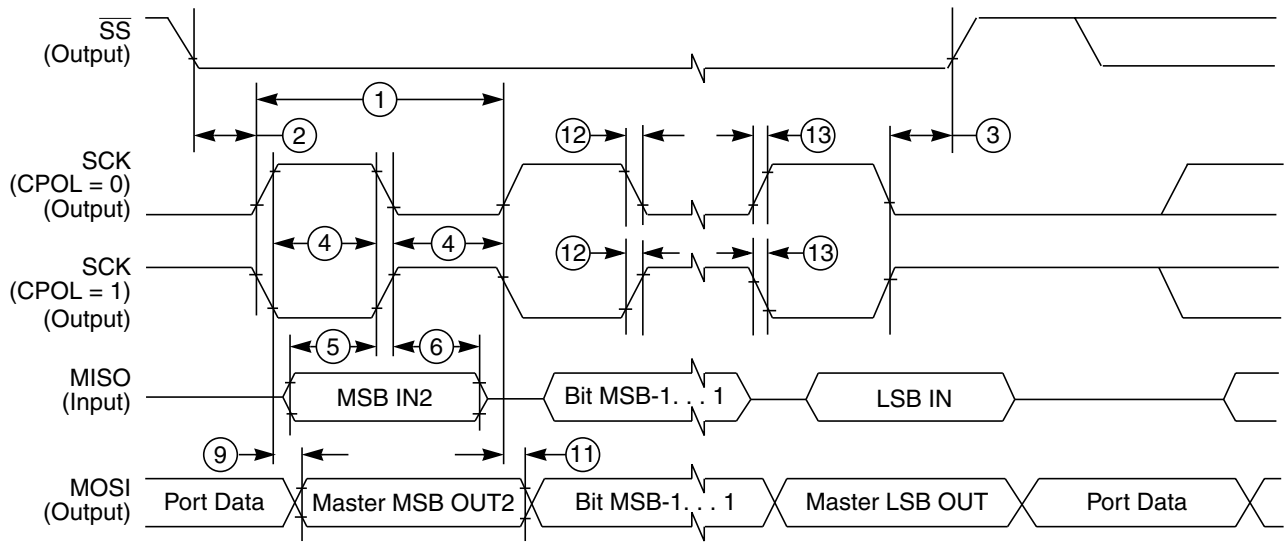 SS
(Output)
1
2
12
13
3
SCK
(CPOL = 0)
(Output)
4
4
12
13
SCK
(CPOL = 1)
(Output)
5
6
MISO
(Input)
MSB IN2
Bit MSB-1. . . 1
LSB IN
9
11
MOSI
(Output)
Port Data
Master MSB OUT2
Bit MSB-1. . . 1
Master LSB OUT
Port Data